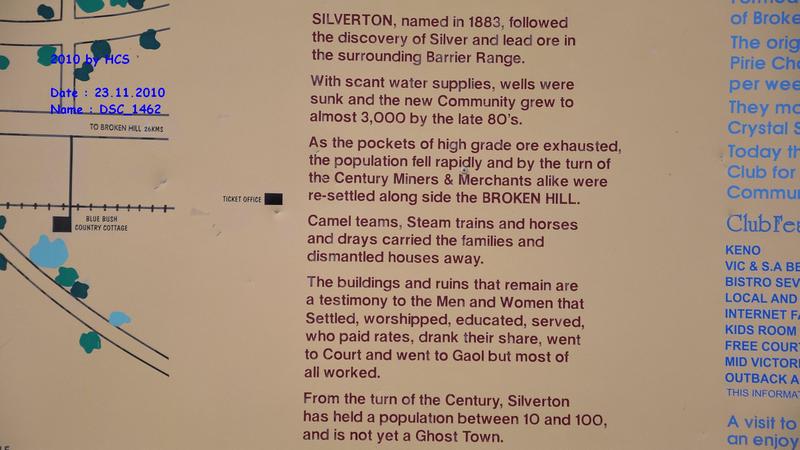 2010 by HCS
Date : 23.11.2010
Name : DSC_1462
TO BROKEN HILL 26KMS
TICKET OFFICE
BLUE BUSH
COUNTRY COTTAGE
SILVERTON, named in 1883, followed
the discovery of Silver and lead ore in
the surrounding Barrier Range.
With scant water supplies, wells were
sunk and the new Community grew to
almost 3,000 by the late 80's.
As the pockets of high grade ore exhausted,
the population fell rapidly and by the turn of
the Century Miners & Merchants alike were
re-settled along side the BROKEN HILL.
Camel teams, Steam trains and horses
and drays carried the families and
dismantled houses away.
The buildings and ruins that remain are
a testimony to the Men and Women that
Settled, worshipped, educated, served,
who paid rates, drank their share, went
to Court and went to Gaol but most of
all worked.
From the turn of the Century, Silverton
has held a population between 10 and 100,
and is not yet a Ghost Town.
of Broke
The orig
Pirie Cha
per wee
They mo
Crystal S
Today th
Club for
Commu
Club Fea
KENO
VIC & S.A BE
BISTRO SEV
LOCAL AND
INTERNET FA
KIDS ROOM
FREE COURT
MID VICTORI
OUTBACK A
THIS INFORMAT
A visit to
an enjoy